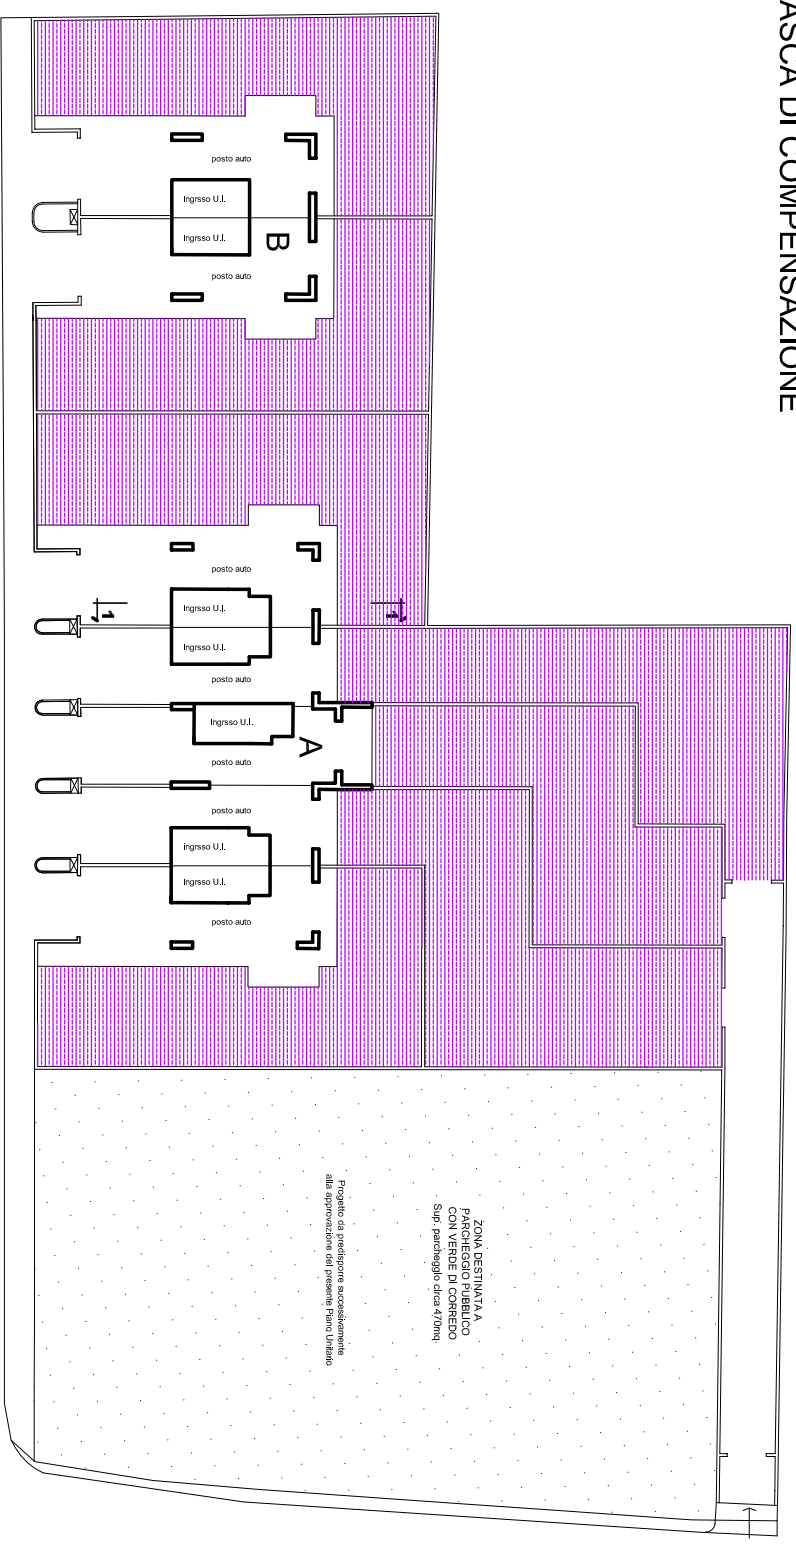 ASCA DI COMPENSAZIONE
posto auto
Ingrsso U.I.
Ingrsso U.I.
B
posto auto
posto auto
Ingrsso U.I.
Ingrsso U.I.
1
1
posto auto
Ingrsso U.I.
A
posto auto
posto auto
Ingrsso U.I.
Ingrsso U.I.
posto auto
ZONA DESTINATA A
PARCHEGGIO PUBBLICO
CON VERDE DI CORREDO
Sup. parcheggio circa 470mq.
Progetto da predisporre successivamente
alla approvazione del presente Piano Unitario